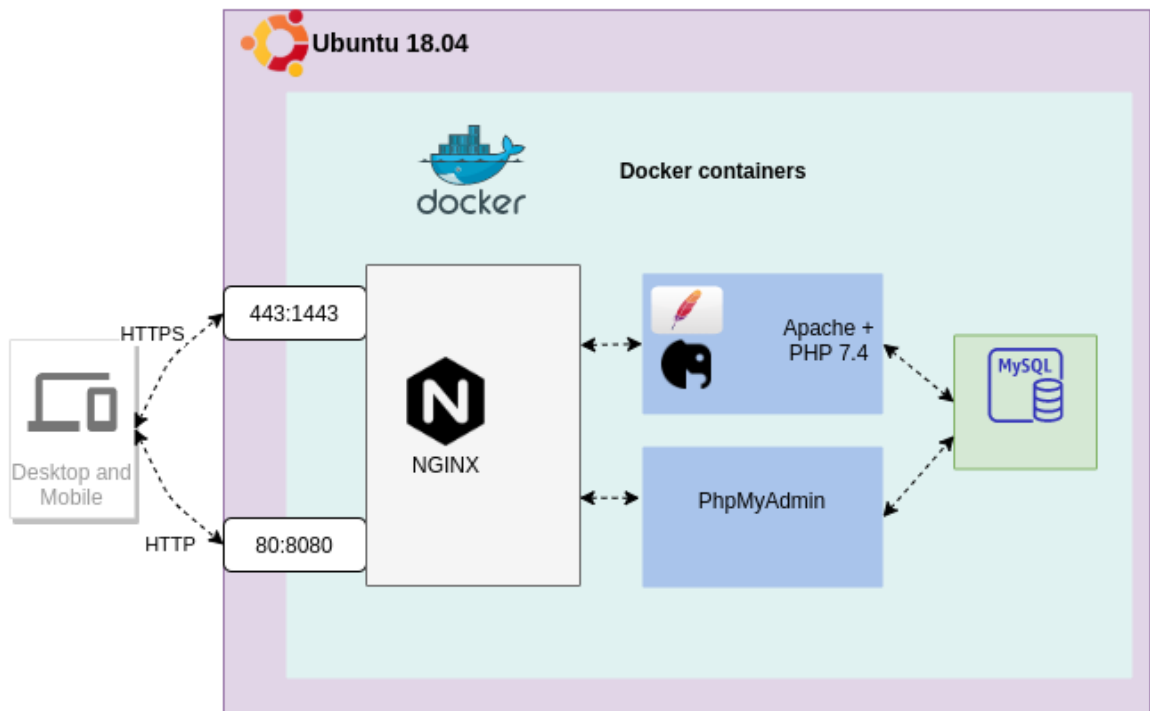 Ubuntu 18.04
docker
Docker containers
443:1443
HTTPS
Apache +
PHP 7.4
MySQL
N
NGINX
Desktop and
Mobile
PhpMyAdmin
HTTP
80:8080